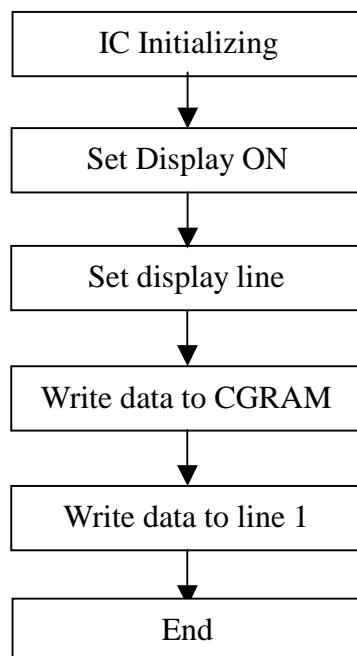 IC Initializing
Set Display ON
Set display line
Write data to CGRAM
Write data to line 1
End